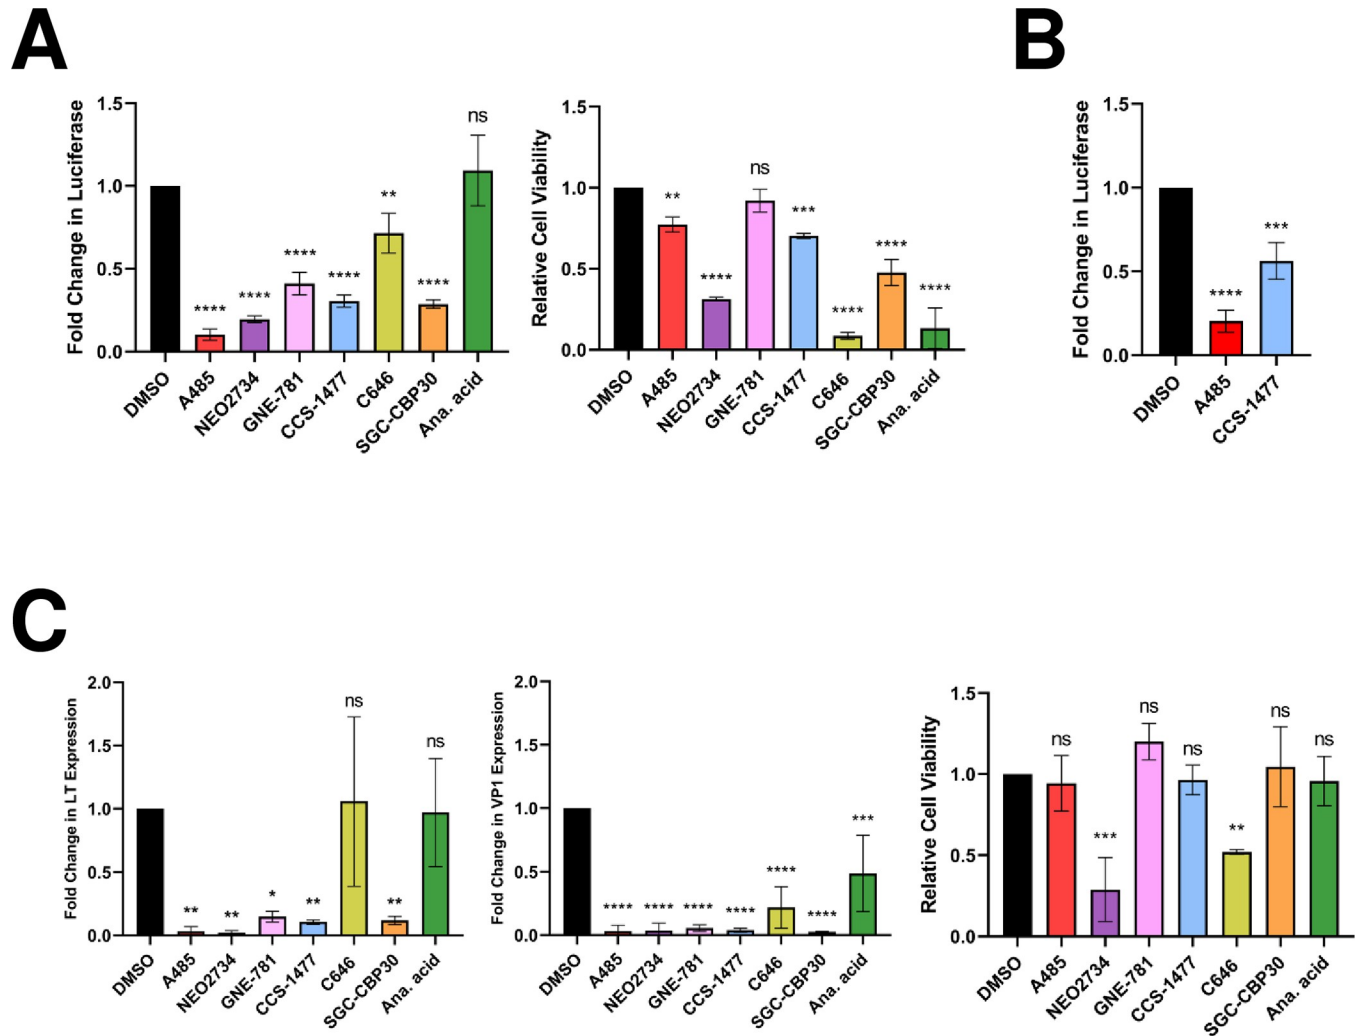 A
Fold Change in Luciferase
1.5
1.0
0.5
0.0
****
****
****
****
**
****
ns
DMSO
A485
NEO2734
GNE-781
CCS-1477
C646
SGC-CBP30
Ana. acid
Relative Cell Viability
1.5
1.0
0.5
0.0
**
****
ns
***
****
****
****
DMSO
A485
NEO2734
GNE-781
CCS-1477
C646
SGC-CBP30
Ana. acid
B
Fold Change in Luciferase
1.5
1.0
0.5
0.0
****
***
DMSO
A485
CCS-1477
C
Fold Change in LT Expression
2.0
1.5
1.0
0.5
0.0
**
**
*
**
ns
**
ns
DMSO
A485
NEO2734
GNE-781
CCS-1477
C646
SGC-CBP30
Ana. acid
Fold Change in VP1 Expression
2.0
1.5
1.0
0.5
0.0
****
****
****
****
****
****
***
DMSO
A485
NEO2734
GNE-781
CCS-1477
C646
SGC-CBP30
Ana. acid
Relative Cell Viability
1.5
1.0
0.5
0.0
ns
***
ns
ns
**
ns
ns
DMSO
A485
NEO2734
GNE-781
CCS-1477
C646
SGC-CBP30
Ana. acid